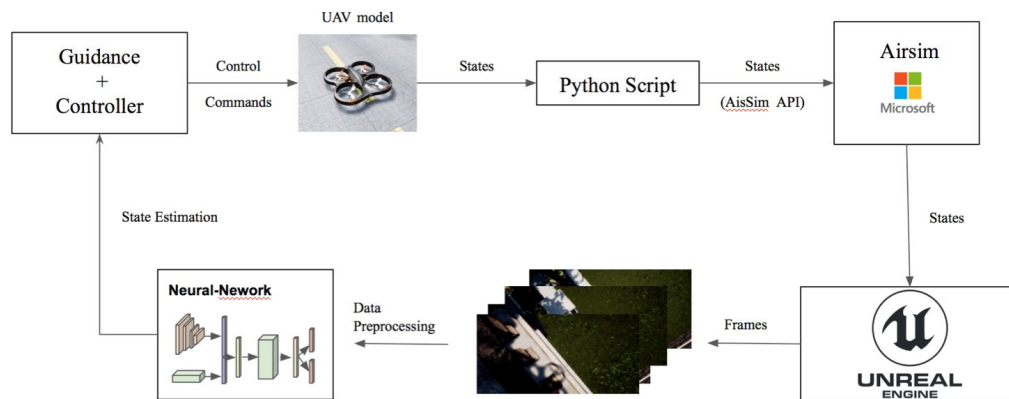 UAV model
Guidance
+
Controller
Control
Commands
States
Python Script
States
(AisSim API)
Airsim
Microsoft
States
State Estimation
Neural-Nework
Data
Preprocessing
Frames
UNREAL
ENGINE